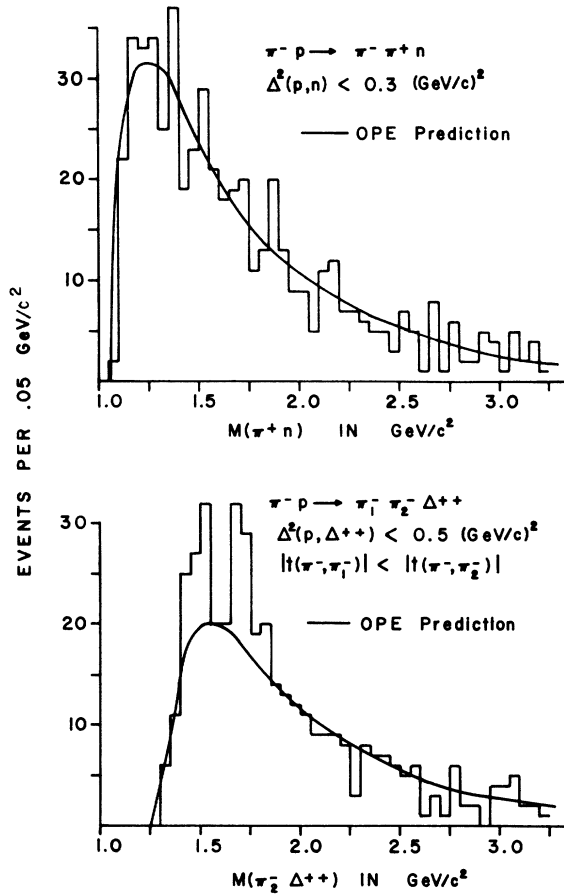 π⁻ p → π⁻ π⁺ n
Δ²(p,n) < 0.3 (GeV/c)²
OPE Prediction
30
20
10
1.0 1.5 2.0 2.5 3.0
M(π+n) IN GeV/c²
EVENTS PER .05 GeV/c²
π⁻ p → π₁⁻ π₂⁻ Δ++
Δ²(p,Δ++) < 0.5 (GeV/c)²
|t(π⁻,π₁⁻)| < |t(π⁻,π₂⁻)|
OPE Prediction
30
20
10
1.0 1.5 2.0 2.5 3.0
M(π₂⁻ Δ++) IN GeV/c²